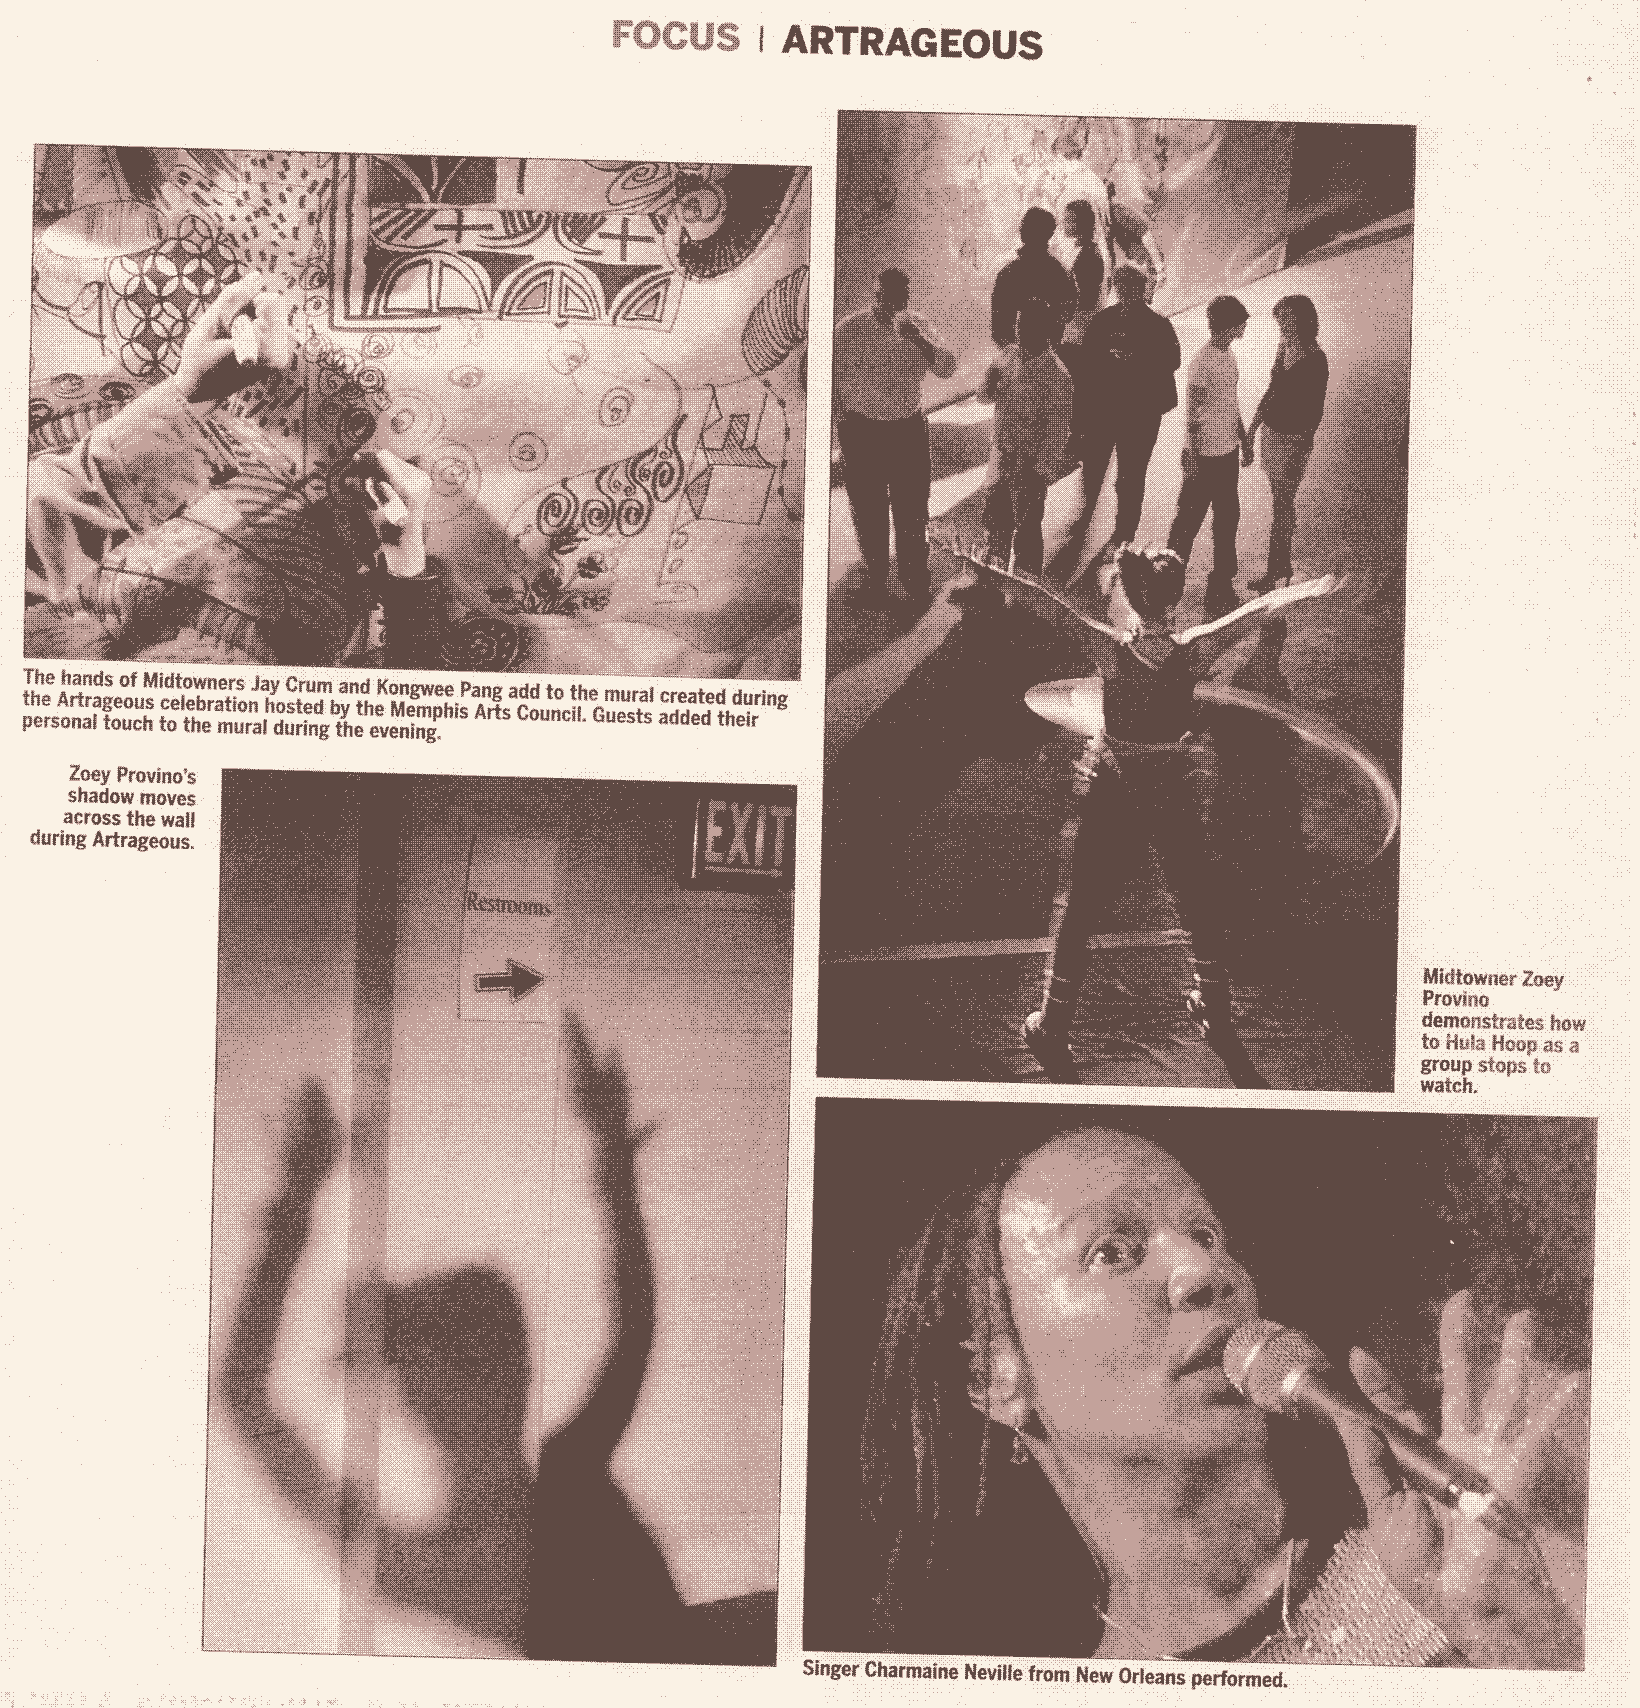 FOCUS | ARTRAGEOUS
The hands of Midtowners Jay Crum and Kongwee Pang add to the mural created during
the Artrageous celebration hosted by the Memphis Arts Council. Guests added their
personal touch to the mural during the evening.
Zoey Provino's
shadow moves
across the wall
during Artrageous.
EXIT
Restrooms
Midtowner Zoey
Provino
demonstrates how
to Hula Hoop as a
group stops to
watch.
Singer Charmaine Neville from New Orleans performed.